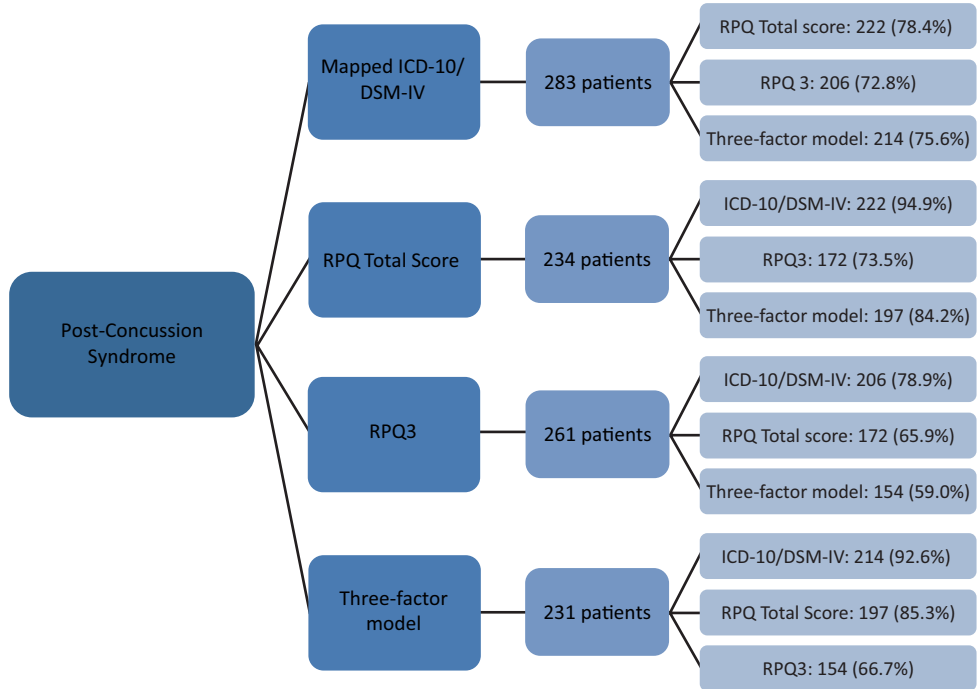 Post-Concussion
Syndrome
Mapped ICD-10/
DSM-IV
283 patients
RPQ Total score: 222 (78.4%)
RPQ 3: 206 (72.8%)
Three-factor model: 214 (75.6%)
RPQ Total Score
234 patients
ICD-10/DSM-IV: 222 (94.9%)
RPQ3: 172 (73.5%)
Three-factor model: 197 (84.2%)
RPQ3
261 patients
ICD-10/DSM-IV: 206 (78.9%)
RPQ Total score: 172 (65.9%)
Three-factor model: 154 (59.0%)
Three-factor
model
231 patients
ICD-10/DSM-IV: 214 (92.6%)
RPQ Total Score: 197 (85.3%)
RPQ3: 154 (66.7%)